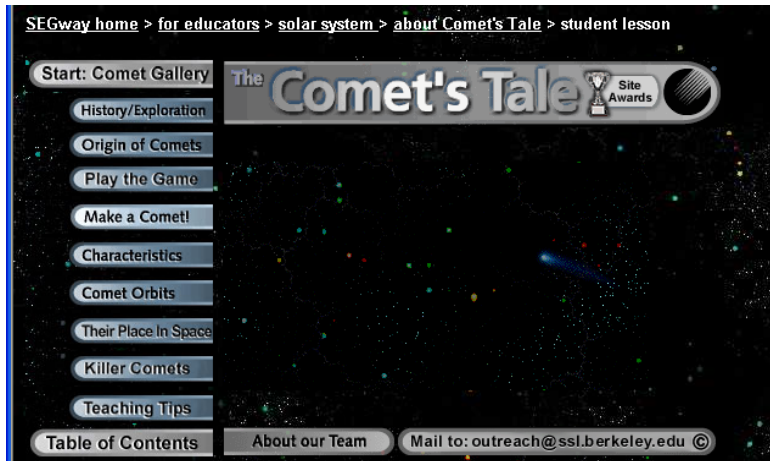 SEGway home > for educators > solar system > about Comet's Tale > student lesson
Start: Comet Gallery
The Comet's Tale
Site Awards
History/Exploration
Origin of Comets
Play the Game
Make a Comet!
Characteristics
Comet Orbits
Their Place In Space
Killer Comets
Teaching Tips
Table of Contents
About our Team
Mail to: outreach@ssl.berkeley.edu ©